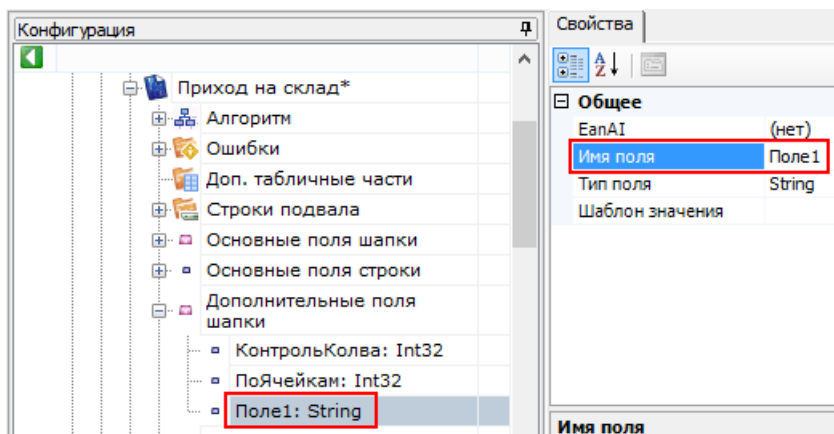 Конфигурация
Приход на склад*
Алгоритм
Ошибки
Доп. табличные части
Строки подвала
Основные поля шапки
Основные поля строки
Дополнительные поля
шапки
КонтрольКолва: Int32
ПоЯчейкам: Int32
Поле1: String
Свойства
Общее
EanAI (нет)
Имя поля Поле1
Тип поля String
Шаблон значения
Имя поля